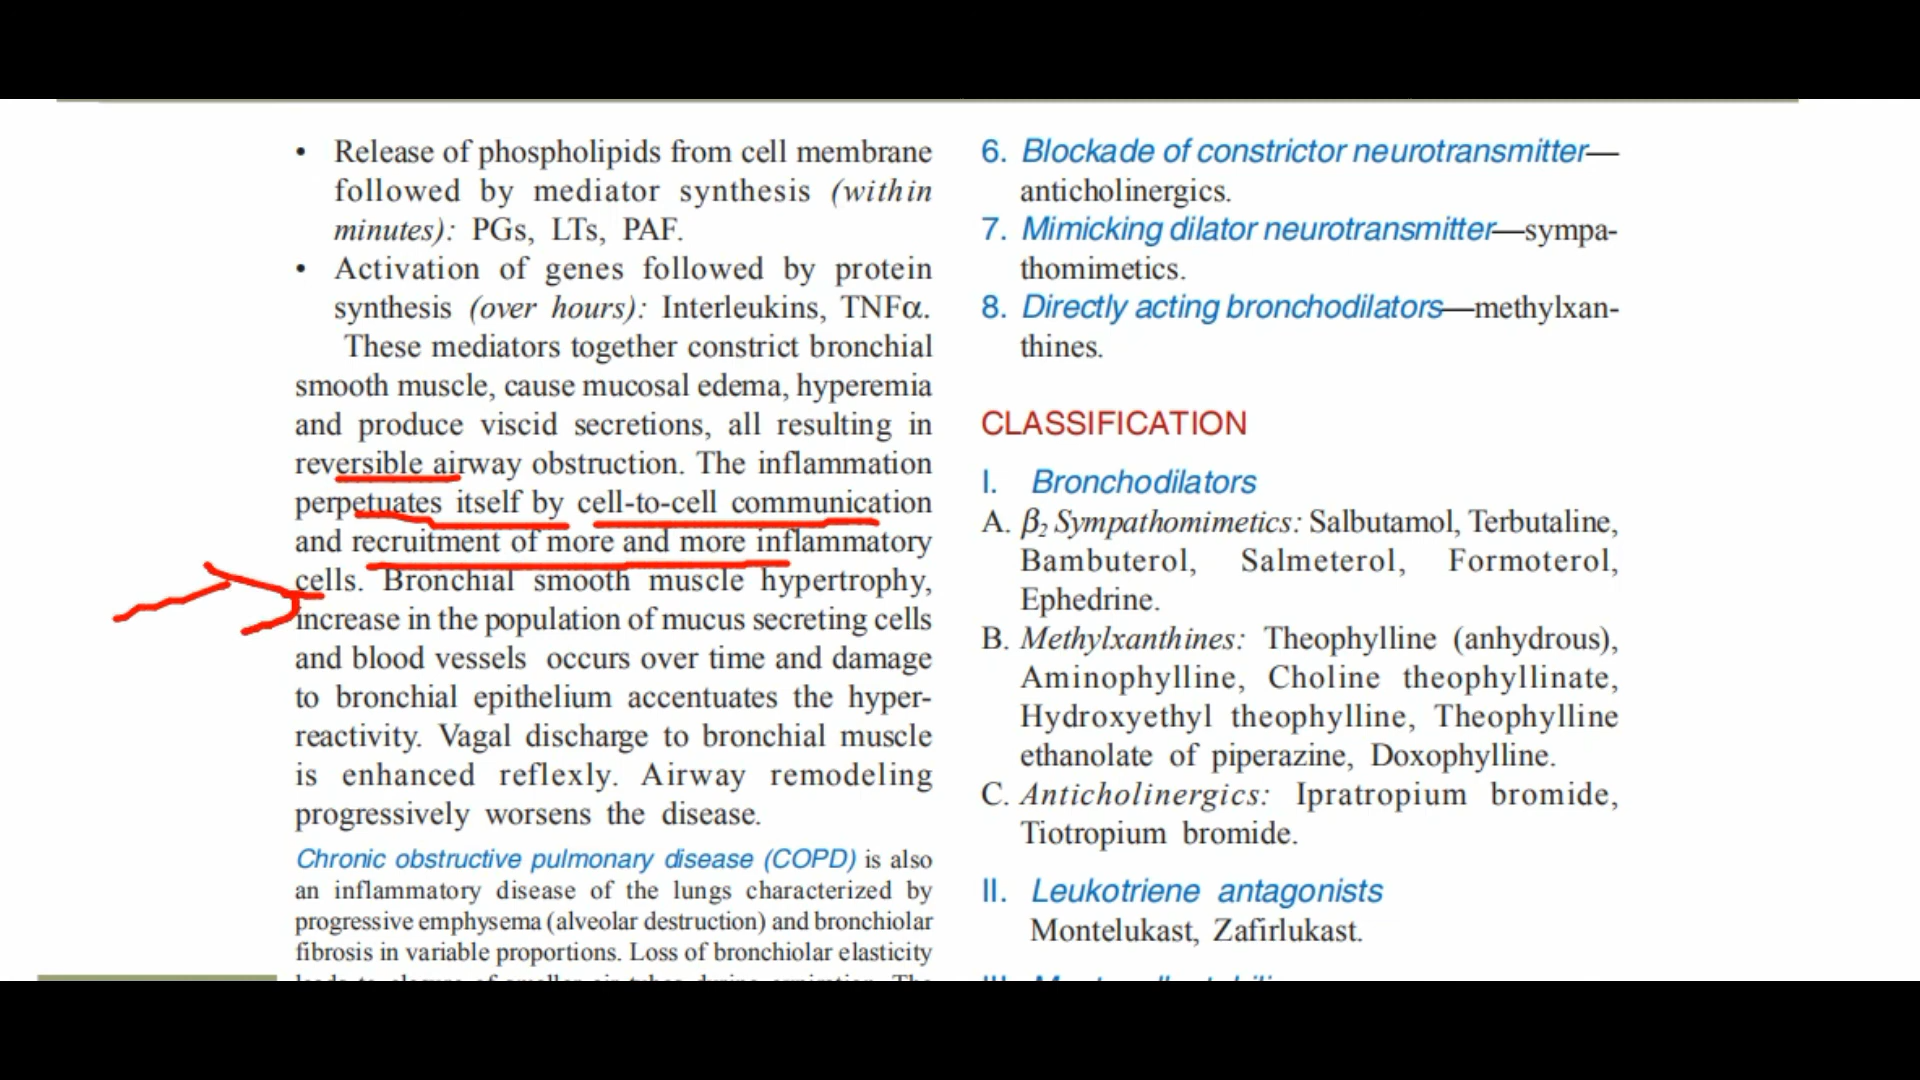 • Release of phospholipids from cell membrane
followed by mediator synthesis (within
minutes): PGs, LTs, PAF.
• Activation of genes followed by protein
synthesis (over hours): Interleukins, TNFα.
These mediators together constrict bronchial
smooth muscle, cause mucosal edema, hyperemia
and produce viscid secretions, all resulting in
reversible airway obstruction. The inflammation
perpetuates itself by cell-to-cell communication
and recruitment of more and more inflammatory
cells. Bronchial smooth muscle hypertrophy,
increase in the population of mucus secreting cells
and blood vessels occurs over time and damage
to bronchial epithelium accentuates the hyper-
reactivity. Vagal discharge to bronchial muscle
is enhanced reflexly. Airway remodeling
progressively worsens the disease.
Chronic obstructive pulmonary disease (COPD) is also
an inflammatory disease of the lungs characterized by
progressive emphysema (alveolar destruction) and bronchiolar
fibrosis in variable proportions. Loss of bronchiolar elasticity
6. Blockade of constrictor neurotransmitter—
anticholinergics.
7. Mimicking dilator neurotransmitter—sympa-
thomimetics.
8. Directly acting bronchodilators—methylxan-
thines.
CLASSIFICATION
I. Bronchodilators
A. β2 Sympathomimetics: Salbutamol, Terbutaline,
Bambuterol, Salmeterol, Formoterol,
Ephedrine.
B. Methylxanthines: Theophylline (anhydrous),
Aminophylline, Choline theophyllinate,
Hydroxyethyl theophylline, Theophylline
ethanolate of piperazine, Doxophylline.
C. Anticholinergics: Ipratropium bromide,
Tiotropium bromide.
II. Leukotriene antagonists
Montelukast, Zafirlukast.